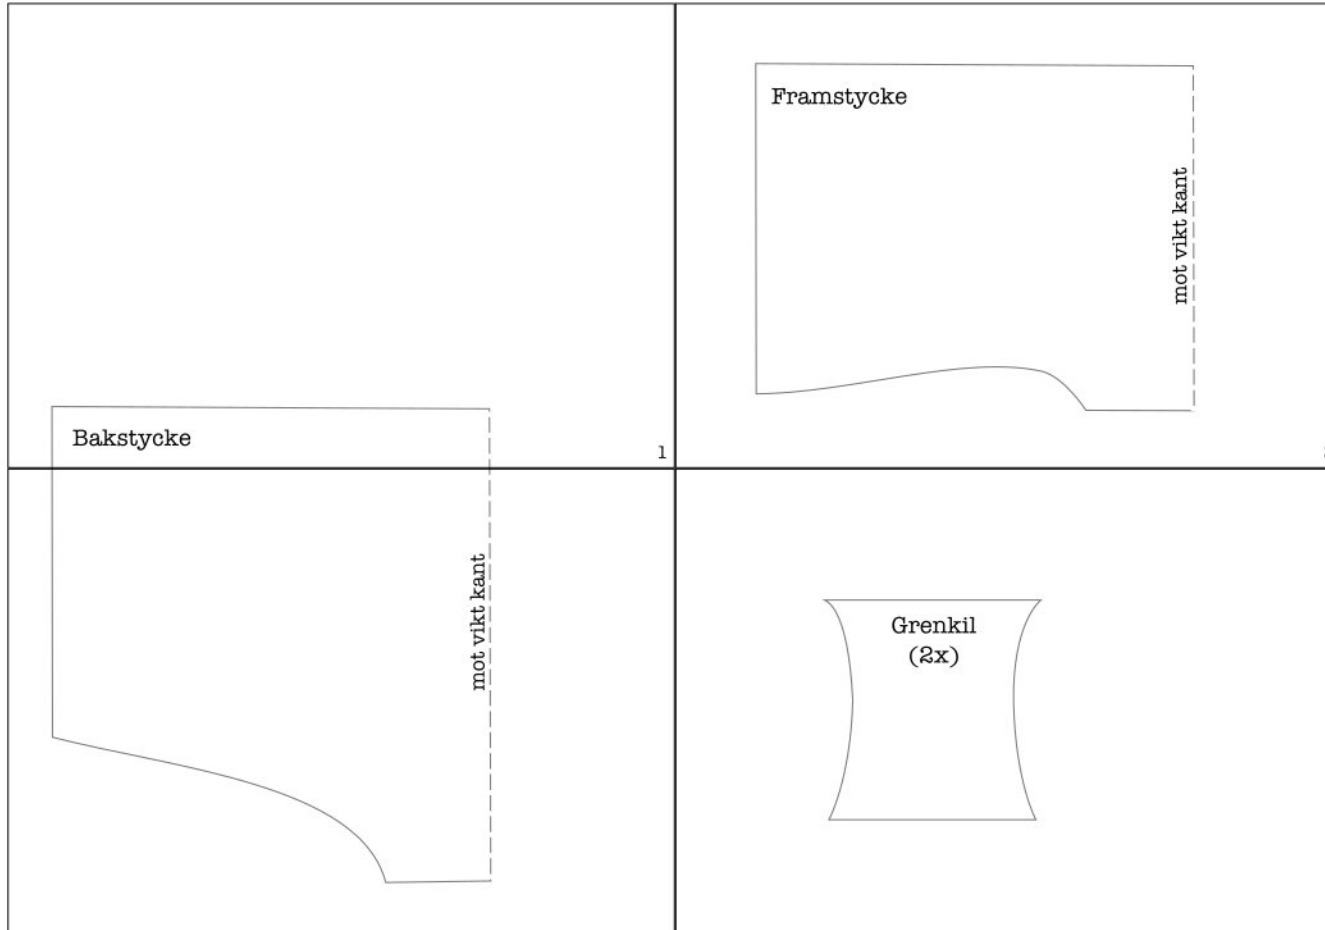 Framstycke
mot vikt kant
Bakstycke
1
mot vikt kant
Grenkil
(2x)